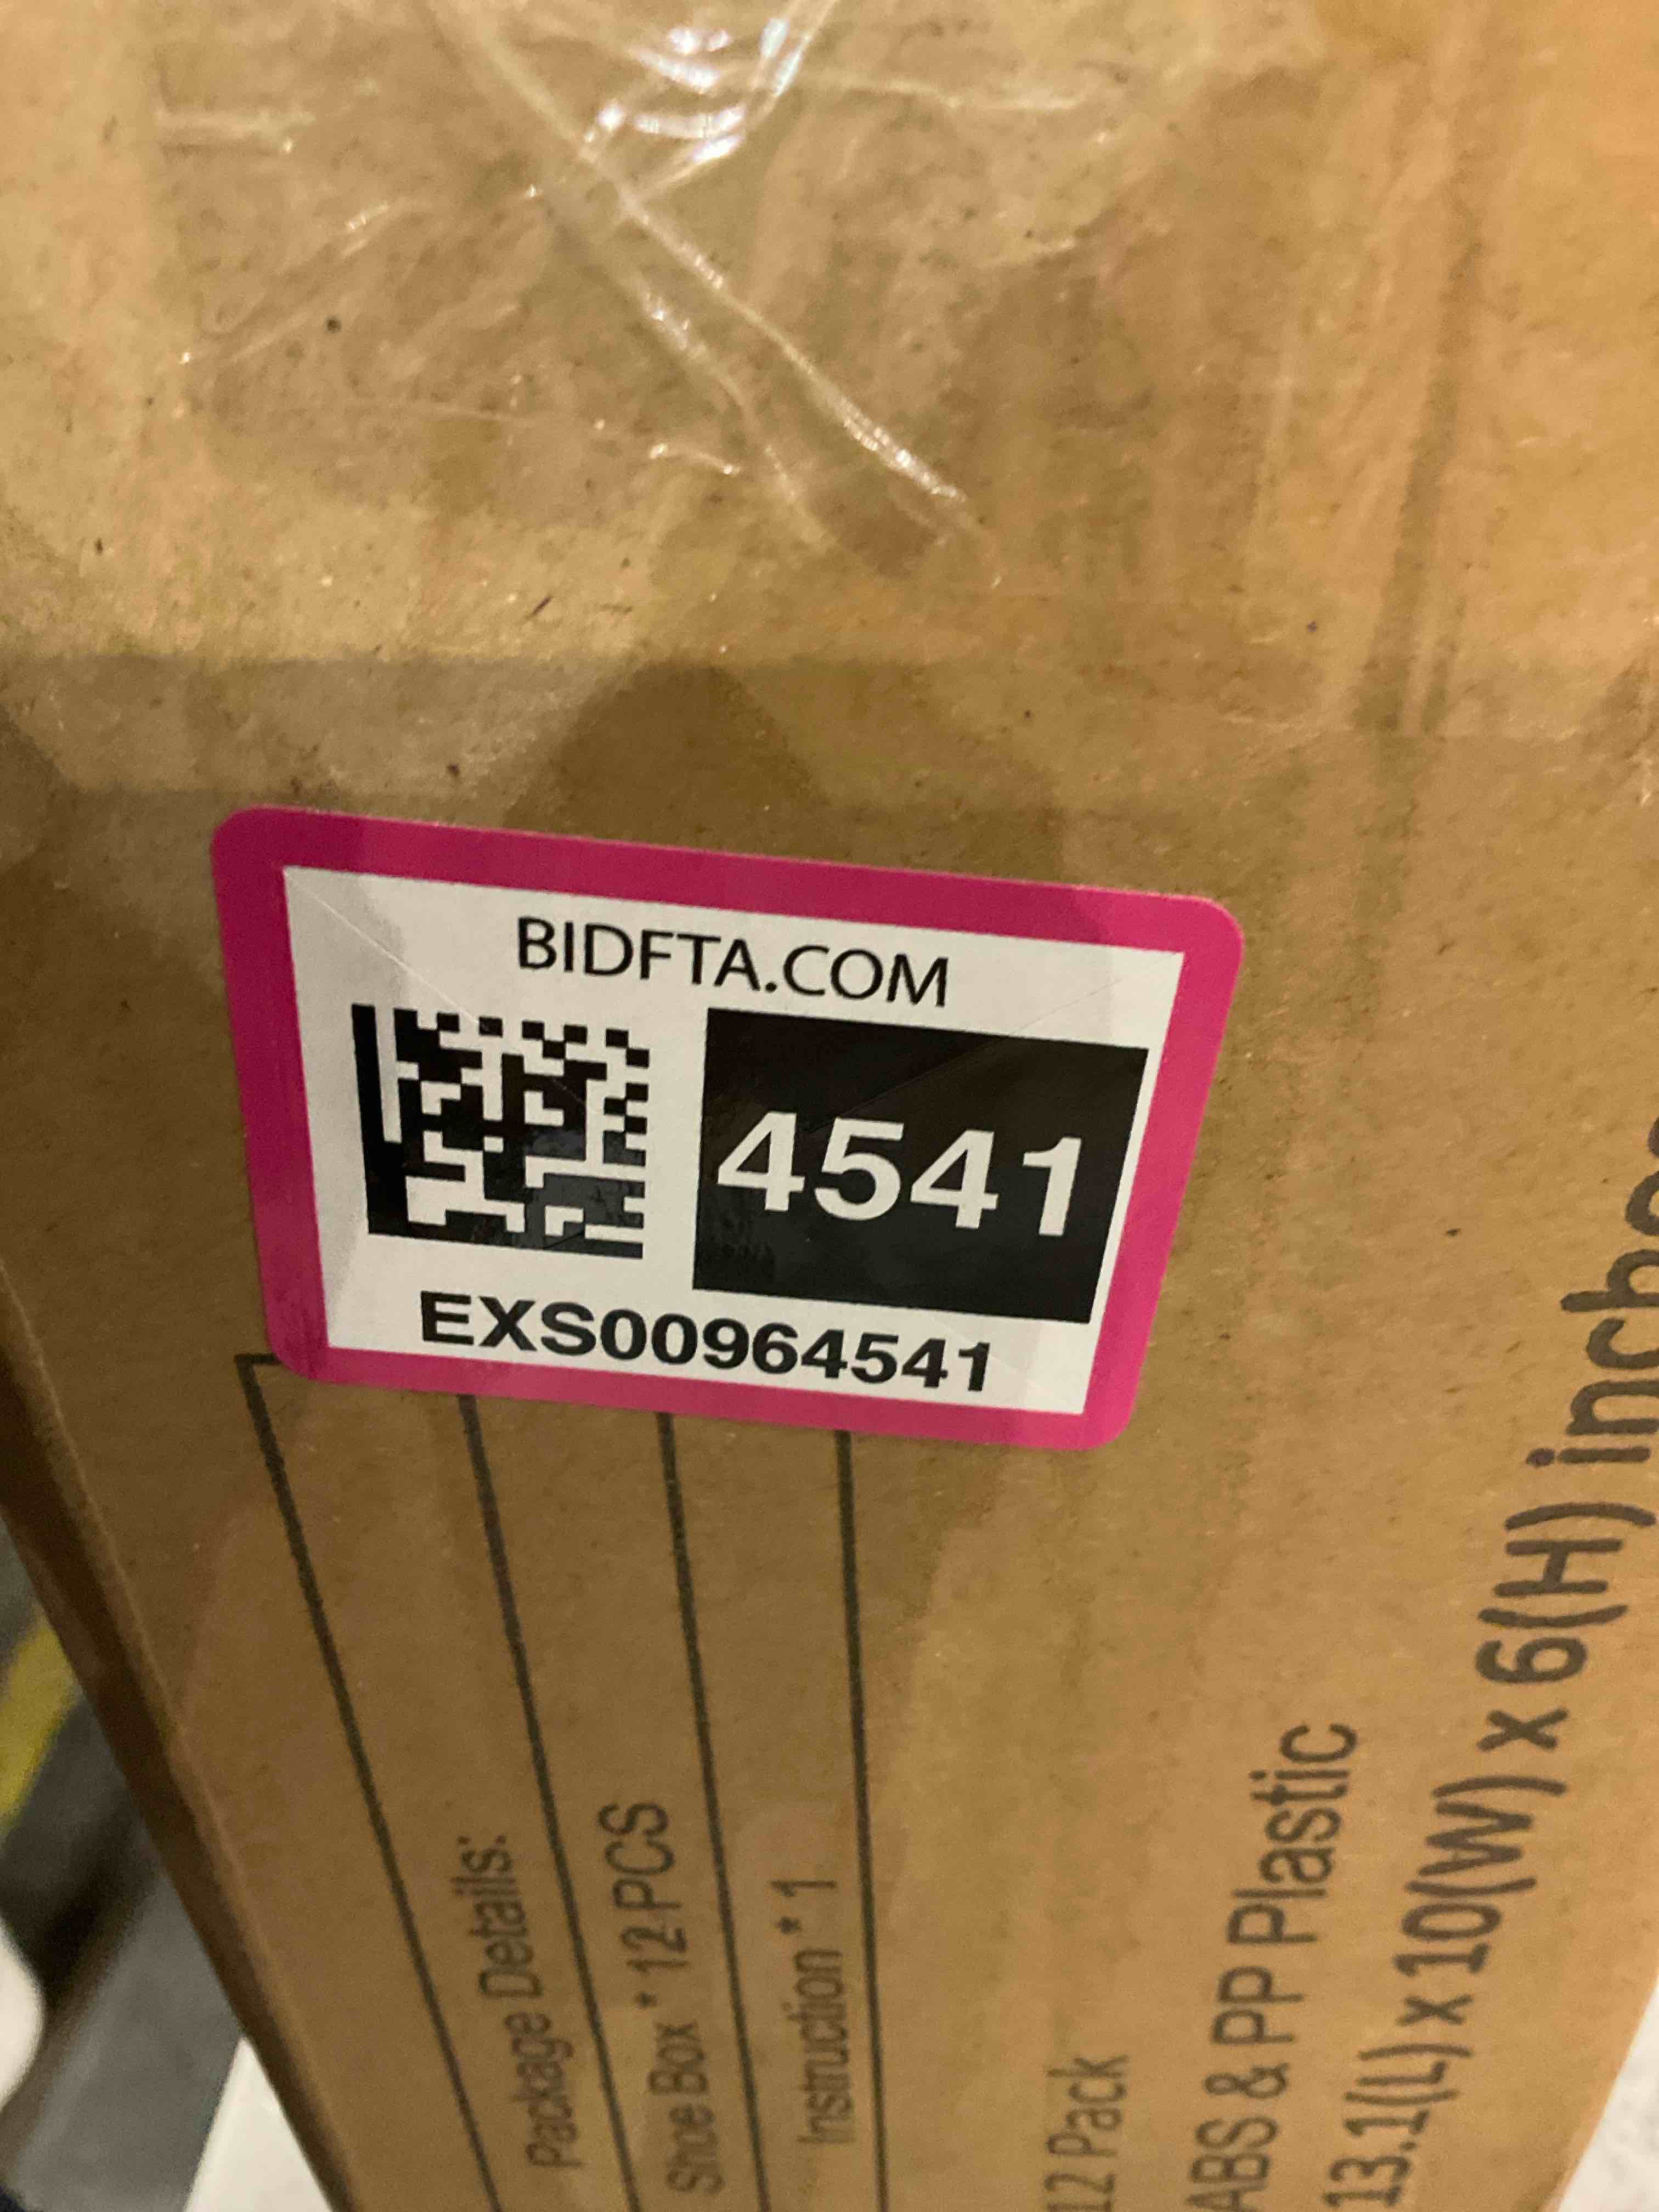 BIDFTA.COM
4541
EXS00964541
Package Details:
Shoe Box * 12 PCS
Instruction * 1
12 Pack
ABS & PP Plastic
13.1(L) x 10(W) x 6(H) inches